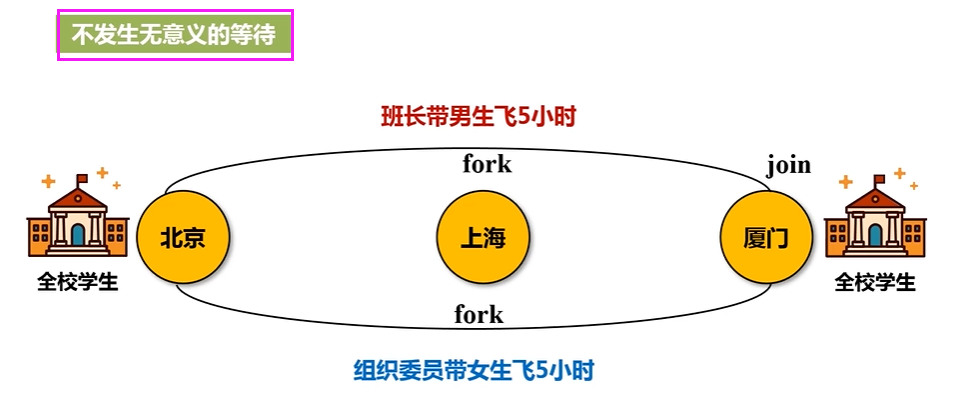 不发生无意义的等待
班长带男生飞5小时
fork
join
北京
上海
厦门
全校学生
全校学生
fork
组织委员带女生飞5小时